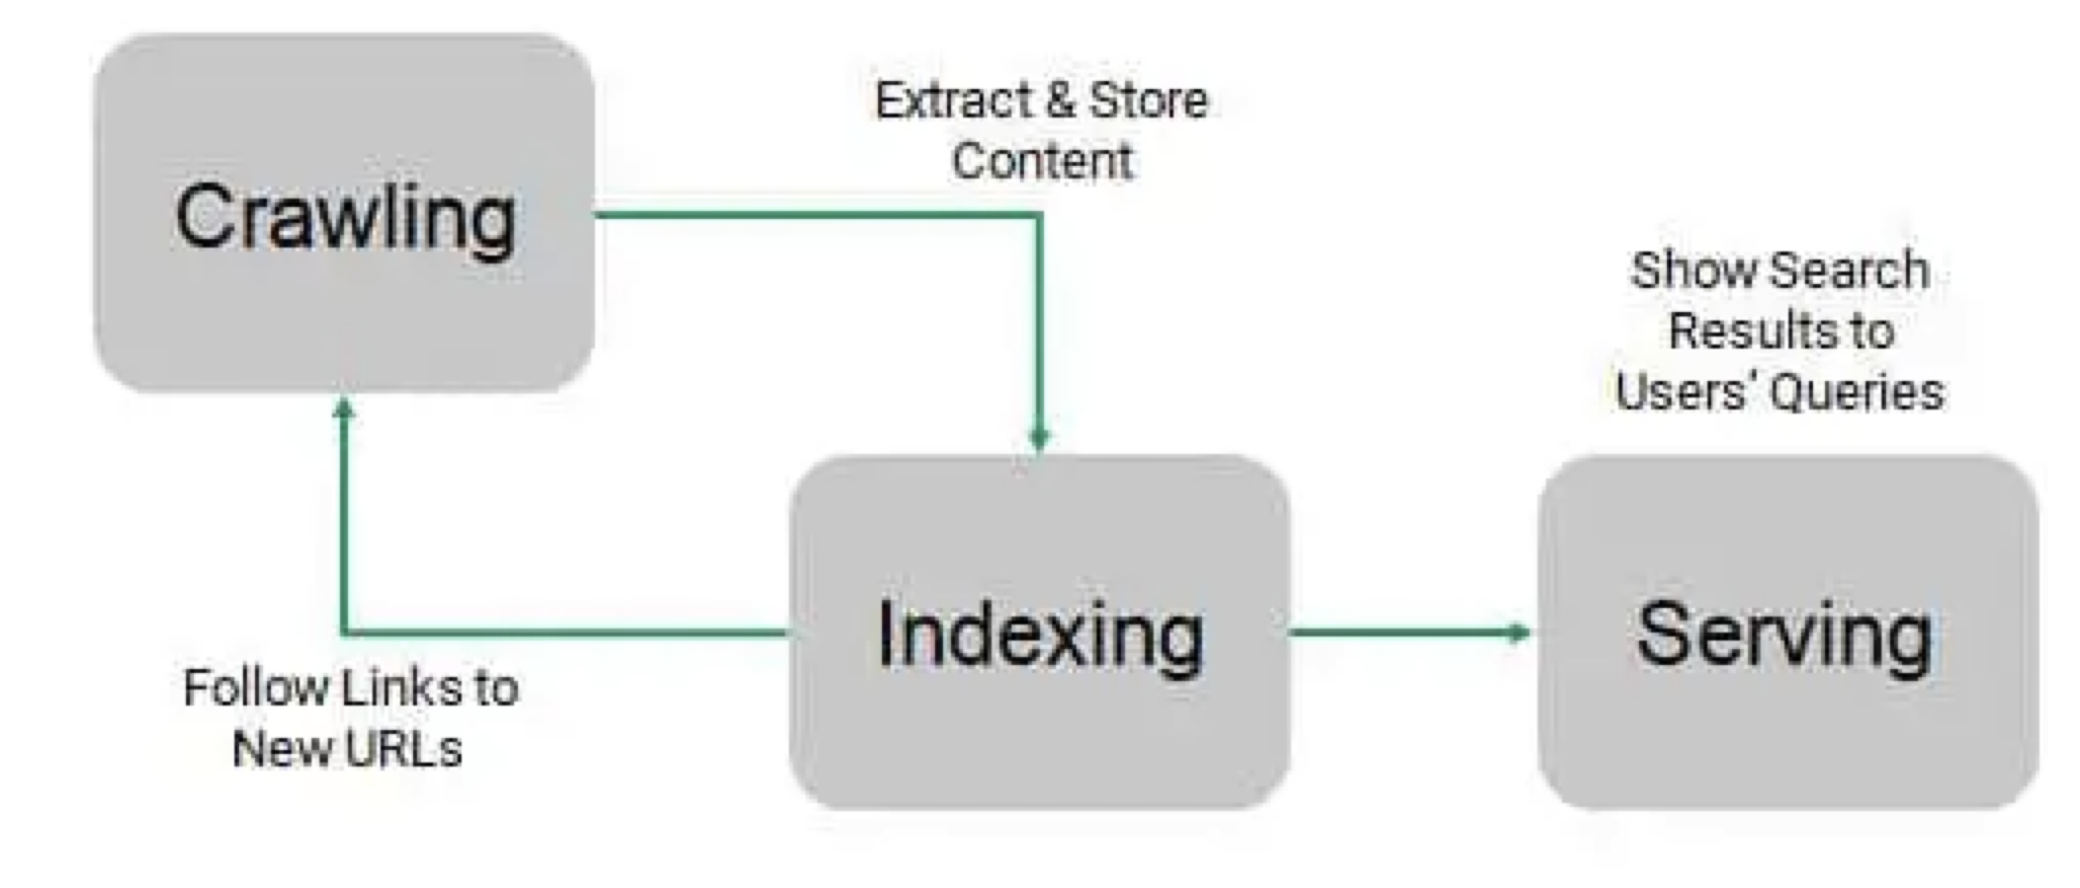 Crawling
Extract & Store
Content
Show Search
Results to
Users' Queries
Follow Links to
New URLs
Indexing
Serving